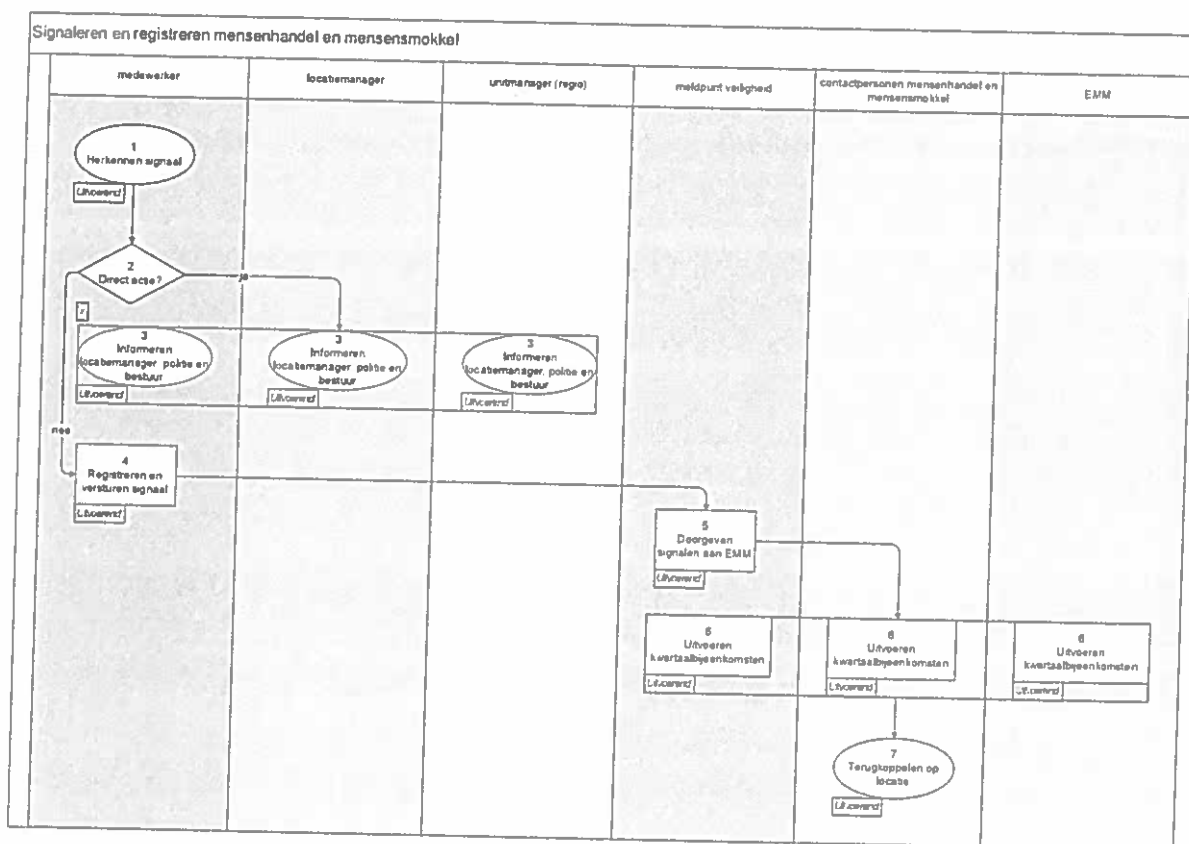 Signaleren en registreren mensenhandel en mensensmokkel
medewerker
locatiemanager
unitmanager (regio)
meldpunt veiligheid
contactpersonen mensenhandel en
mensensmokkel
EMM
1
Herkennen signaal
Uitvoerend
2
Direct actie?
ja
3
Informeren
locatiemanager, politie en
bestuur
Uitvoerend
3
Informeren
locatiemanager, politie en
bestuur
Uitvoerend
3
Informeren
locatiemanager, politie en
bestuur
Uitvoerend
nee
4
Registreren en
versturen signaal
Uitvoerend
5
Doorgeven
signalen aan EMM
Uitvoerend
6
Uitvoeren
kwartaalbijeenkomsten
Uitvoerend
6
Uitvoeren
kwartaalbijeenkomsten
Uitvoerend
6
Uitvoeren
kwartaalbijeenkomsten
Uitvoerend
7
Terugkoppelen op
locatie
Uitvoerend